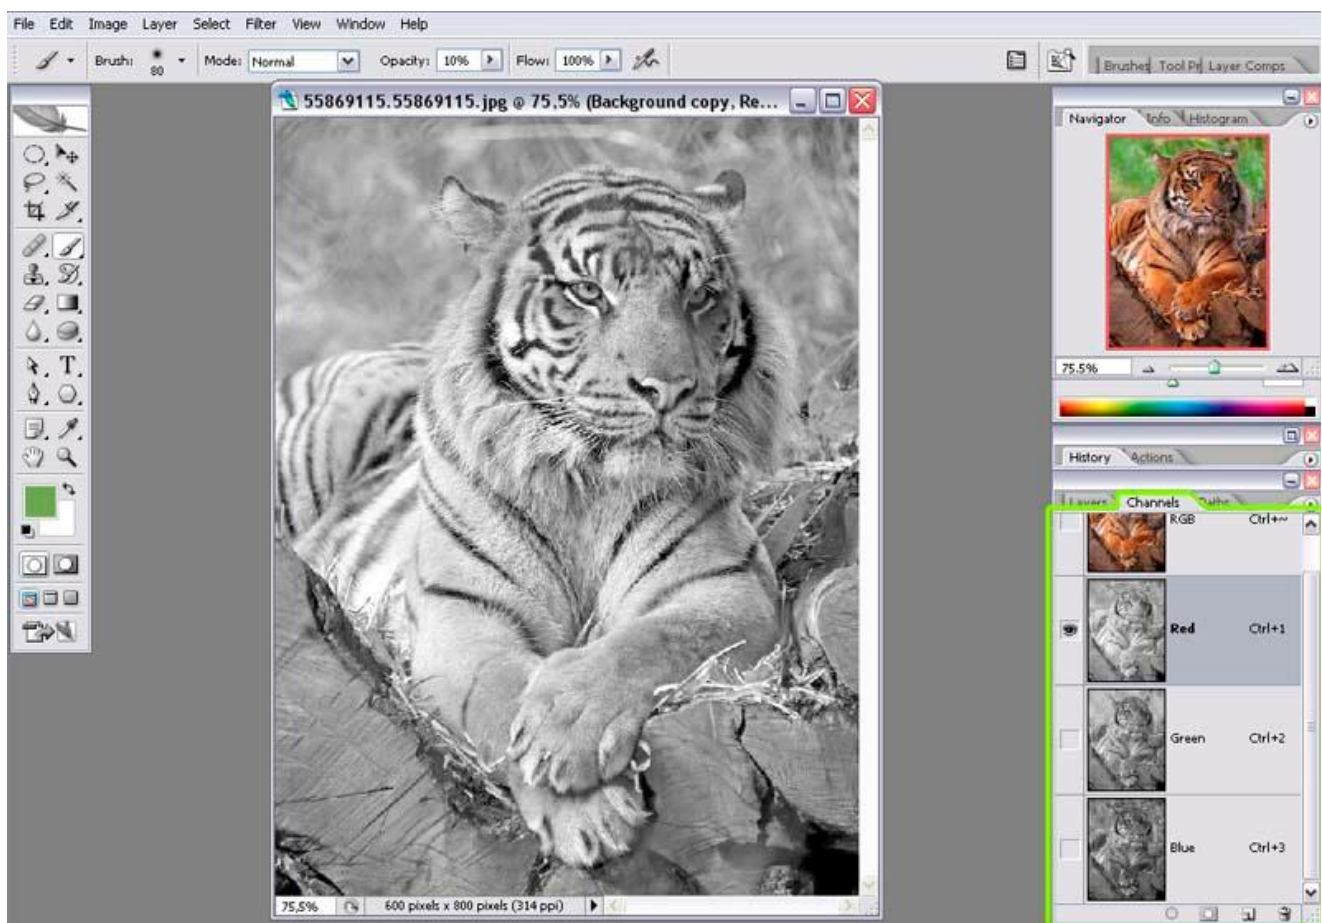 File Edit Image Layer Select Filter View Window Help
Brush: 80 Mode: Normal Opacity: 10% Flow: 100%
Brushes Tool Pr Layer Comps
55869115.55869115.jpg @ 75,5% (Background copy, Re...
Navigator Info Histogram
75.5%
History Actions
Layers Channels Paths
RGB Ctrl+~
Red Ctrl+1
Green Ctrl+2
Blue Ctrl+3
T
75,5% 600 pixels x 800 pixels (314 ppi)